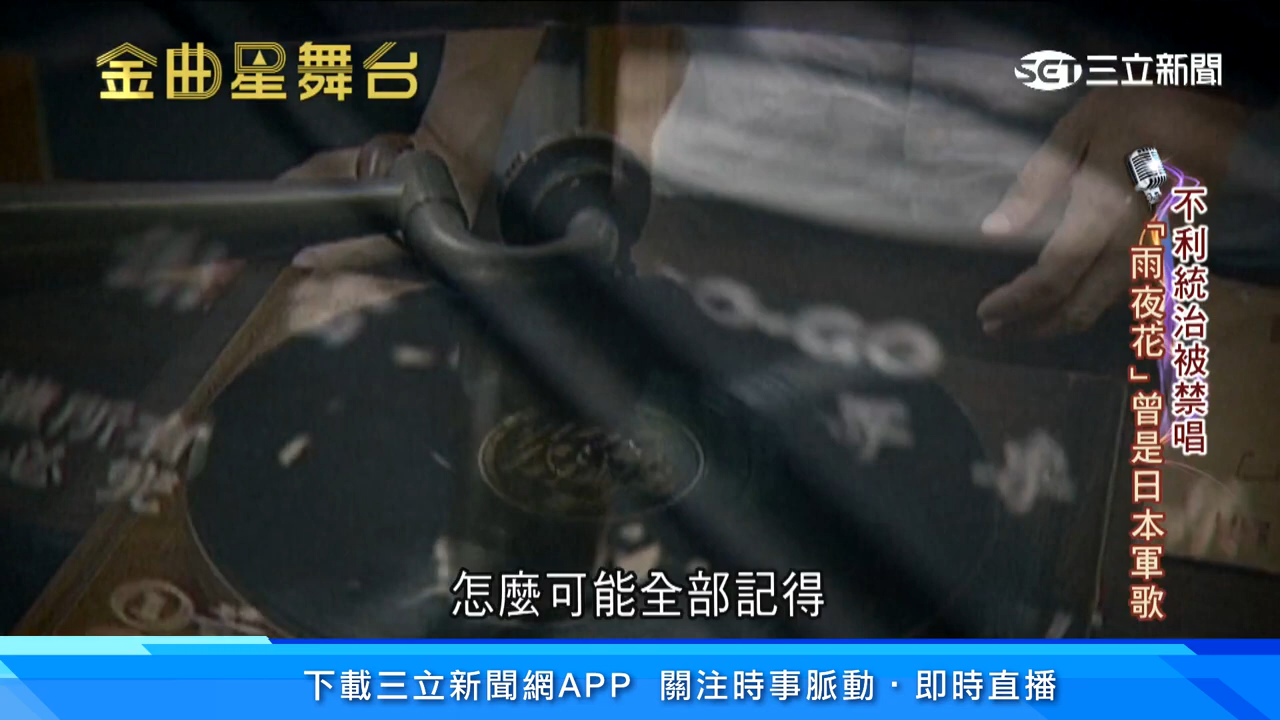 金曲星舞台
SET三立新聞
不利統治被禁唱
「雨夜花」曾是日本軍歌
怎麼可能全部記得
下載三立新聞網APP 關注時事脈動·即時直播